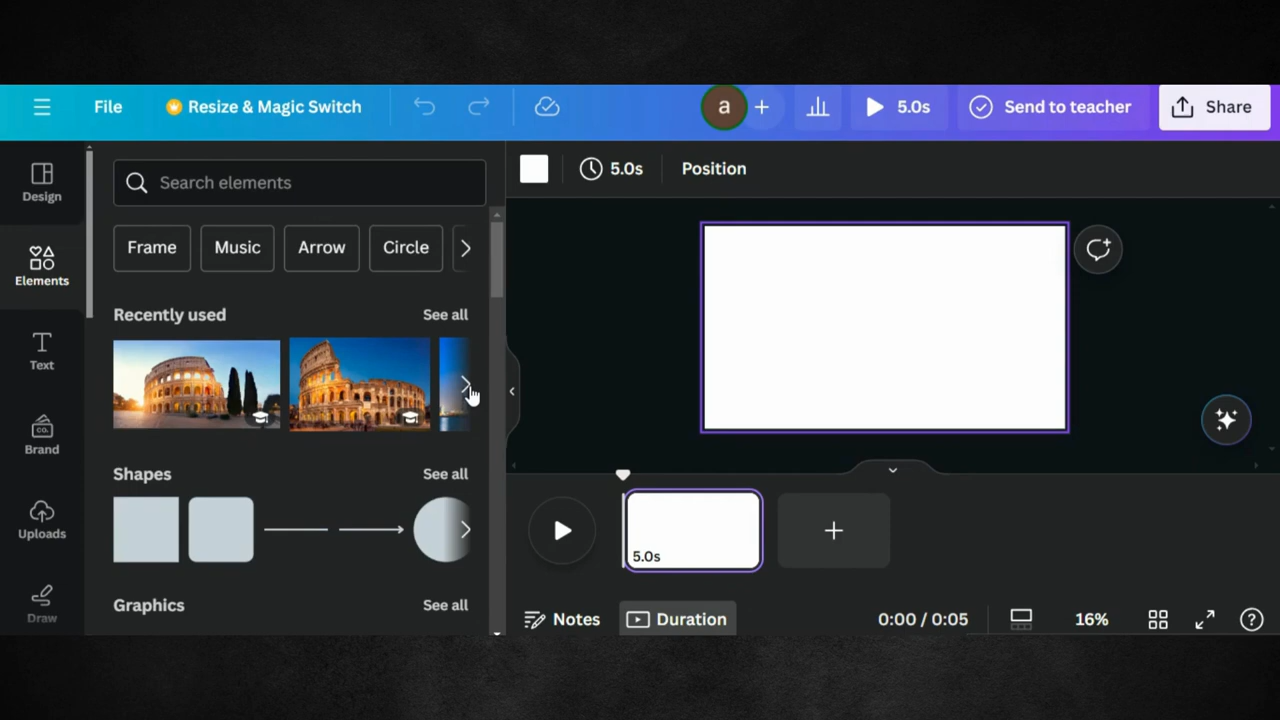 File
Resize & Magic Switch
a
5.0s
Send to teacher
Share
Design
Elements
Text
Brand
CO.
Uploads
Draw
Search elements
Frame
Music
Arrow
Circle
Recently used
See all
Shapes
See all
Graphics
See all
5.0s
Position
5.0s
Notes
Duration
0:00 / 0:05
16%